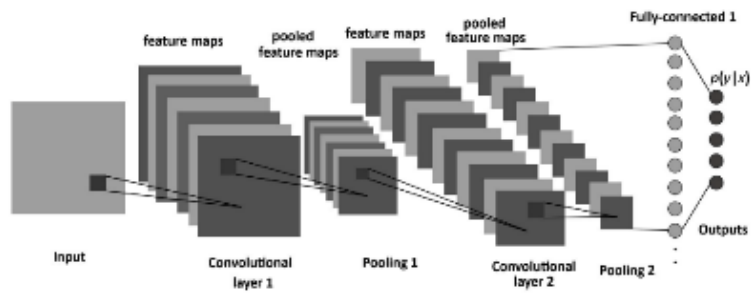 Fully-connected 1
feature maps
pooled
feature maps
feature maps
pooled
feature maps
p(y|x)
Input
Convolutional
layer 1
Pooling 1
Convolutional
layer 2
Pooling 2
Outputs